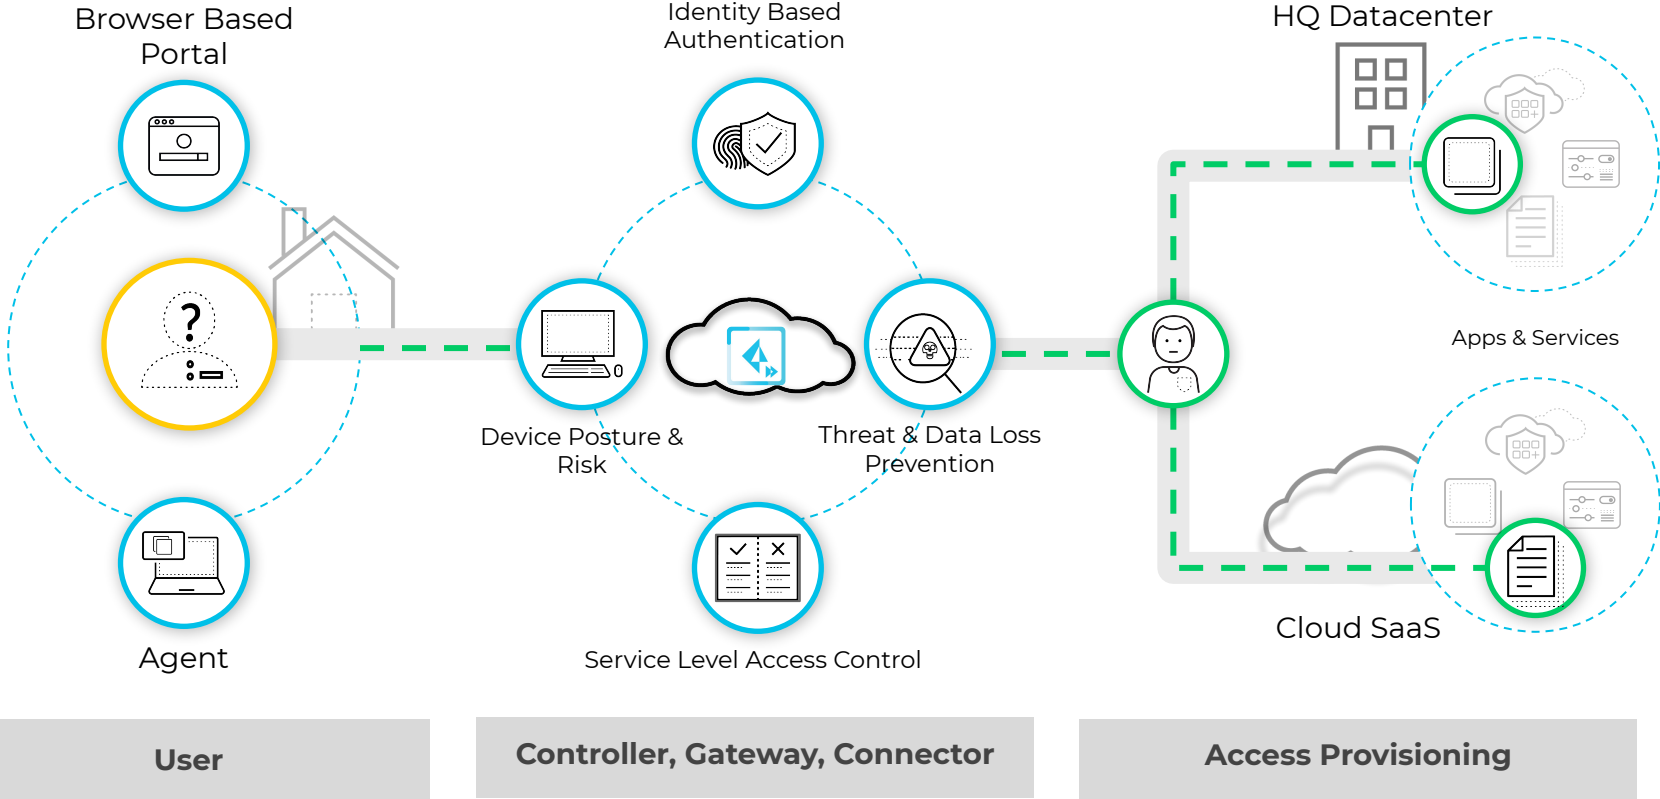 Browser Based
Portal
Identity Based
Authentication
HQ Datacenter
?
Apps & Services
Device Posture &
Risk
Threat & Data Loss
Prevention
Cloud SaaS
Agent
Service Level Access Control
User
Controller, Gateway, Connector
Access Provisioning